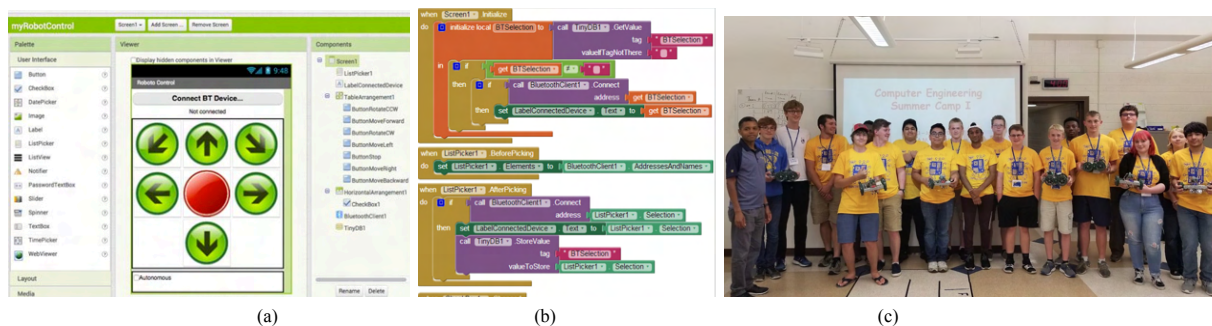 myRobotControl
Screen1
Add Screen ...
Remove Screen
Palette
Viewer
Components
User Interface
Button
CheckBox
DatePicker
Image
Label
ListPicker
ListView
Notifier
PasswordTextBox
Slider
Spinner
TextBox
TimePicker
WebViewer
Layout
Media
Display hidden components in Viewer
9:48
Roboto Control
Connect BT Device...
Not connected
Autonomous
Screen1
ListPicker1
LabelConnectedDevice
TableArrangement1
ButtonRotateCCW
ButtonMoveForward
ButtonRotateCW
ButtonMoveLeft
ButtonStop
ButtonMoveRight
ButtonMoveBackward
HorizontalArrangement1
CheckBox1
BluetoothClient1
TinyDB1
Rename Delete
(a)
when Screen1 .Initialize
do initialize local BTSelection to call TinyDB1 .GetValue
tag " BTSelection "
valueIfTagNotThere " "
in if get BTSelection ≠ " "
then if call BluetoothClient1 .Connect
address get BTSelection
then set LabelConnectedDevice . Text to get BTSelection
when ListPicker1 .BeforePicking
do set ListPicker1 . Elements to BluetoothClient1 . AddressesAndNames
when ListPicker1 .AfterPicking
do if call BluetoothClient1 .Connect
address ListPicker1 . Selection
then set LabelConnectedDevice . Text to ListPicker1 . Selection
call TinyDB1 .StoreValue
tag " BTSelection "
valueToStore ListPicker1 . Selection
(b)
Computer Engineering
Summer Camp I
(c)